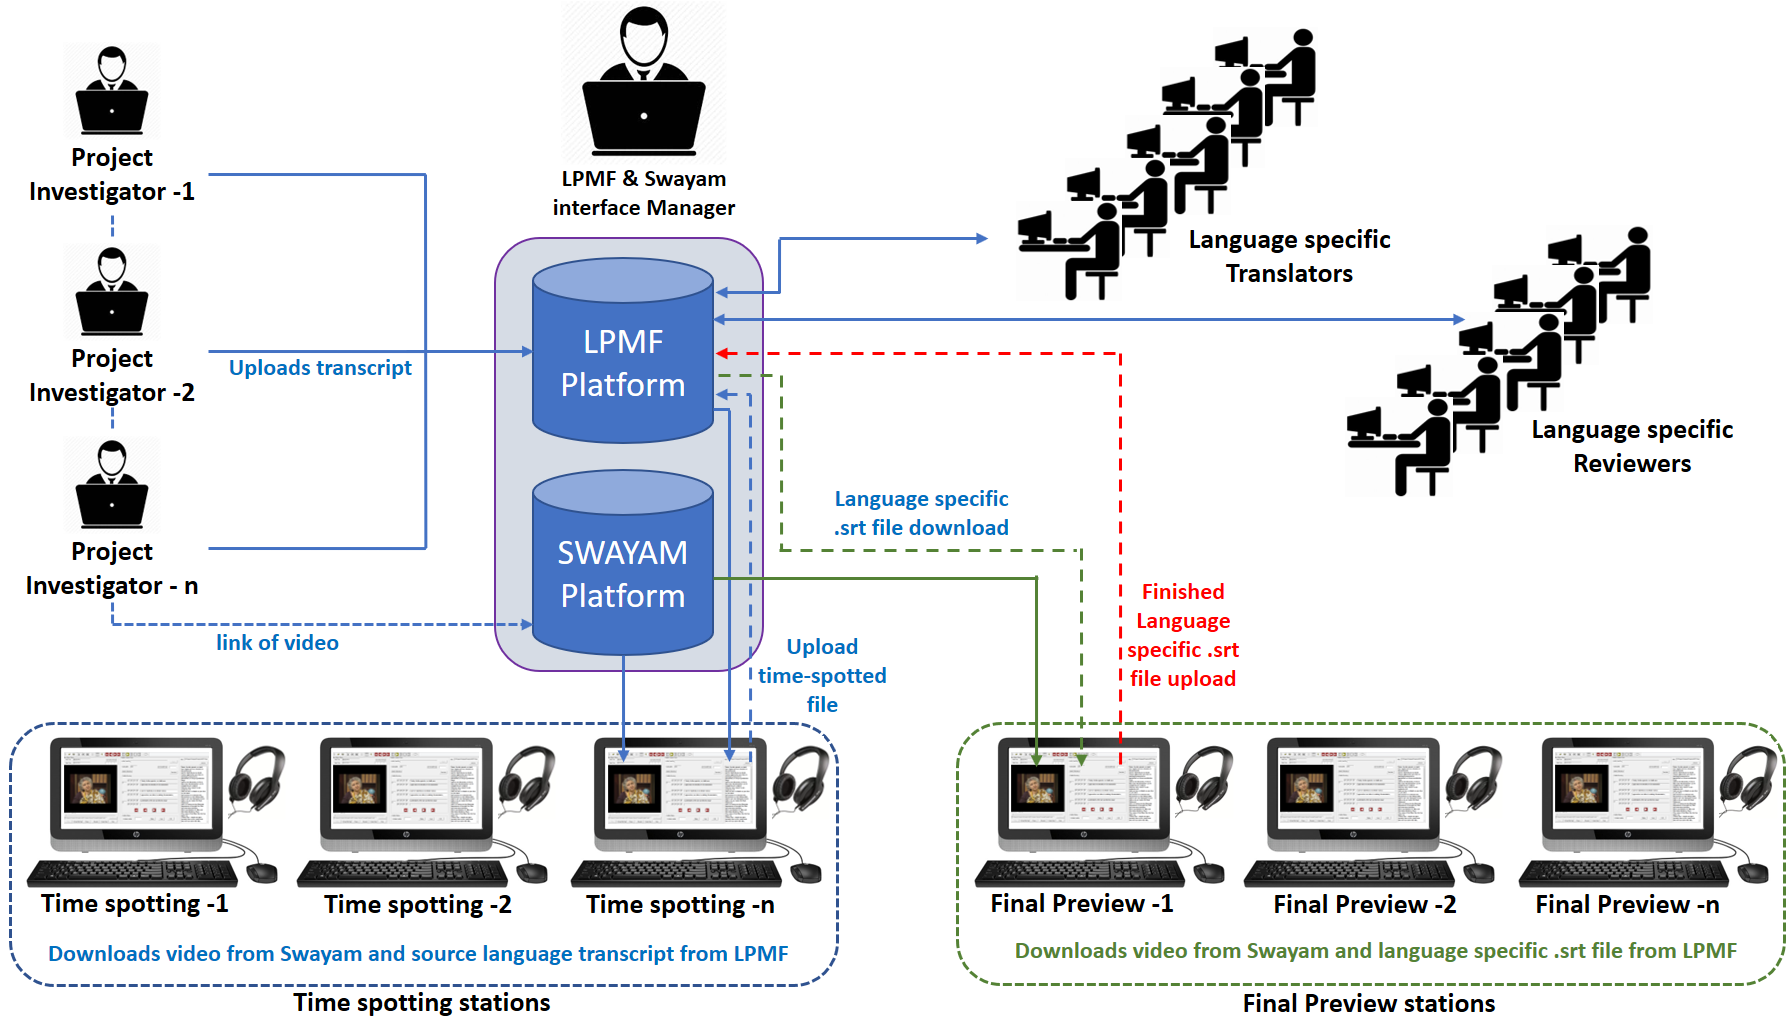 Project
Investigator -1
Project
Investigator -2
Project
Investigator - n
Uploads transcript
link of video
LPMF & Swayam
interface Manager
LPMF
Platform
SWAYAM
Platform
Language specific
Translators
Language specific
Reviewers
Language specific
.srt file download
Finished
Language
specific .srt
file upload
Upload
time-spotted
file
Time spotting -1
Time spotting -2
Time spotting -n
Downloads video from Swayam and source language transcript from LPMF
Time spotting stations
Final Preview -1
Final Preview -2
Final Preview -n
Downloads video from Swayam and language specific .srt file from LPMF
Final Preview stations